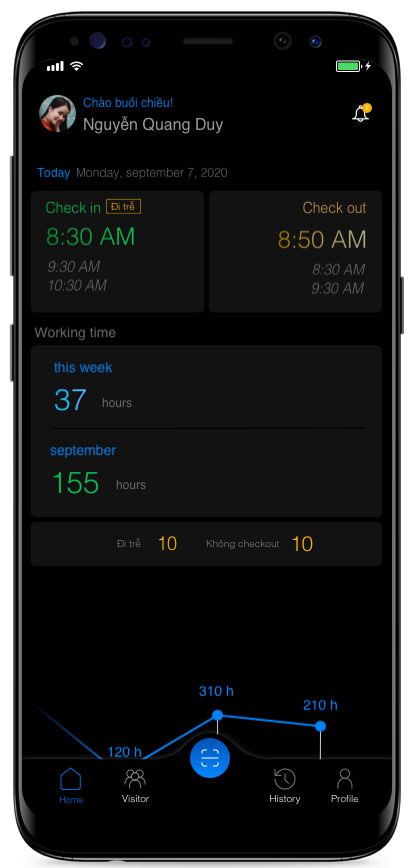 Chào buổi chiều!
Nguyễn Quang Duy
Today Monday, september 7, 2020
Check in Đi trễ
8:30 AM
9:30 AM
10:30 AM
Check out
8:50 AM
8:30 AM
9:30 AM
Working time
this week
37 hours
september
155 hours
Đi trễ 10 Không checkout 10
310 h
210 h
120 h
Home Visitor History Profile